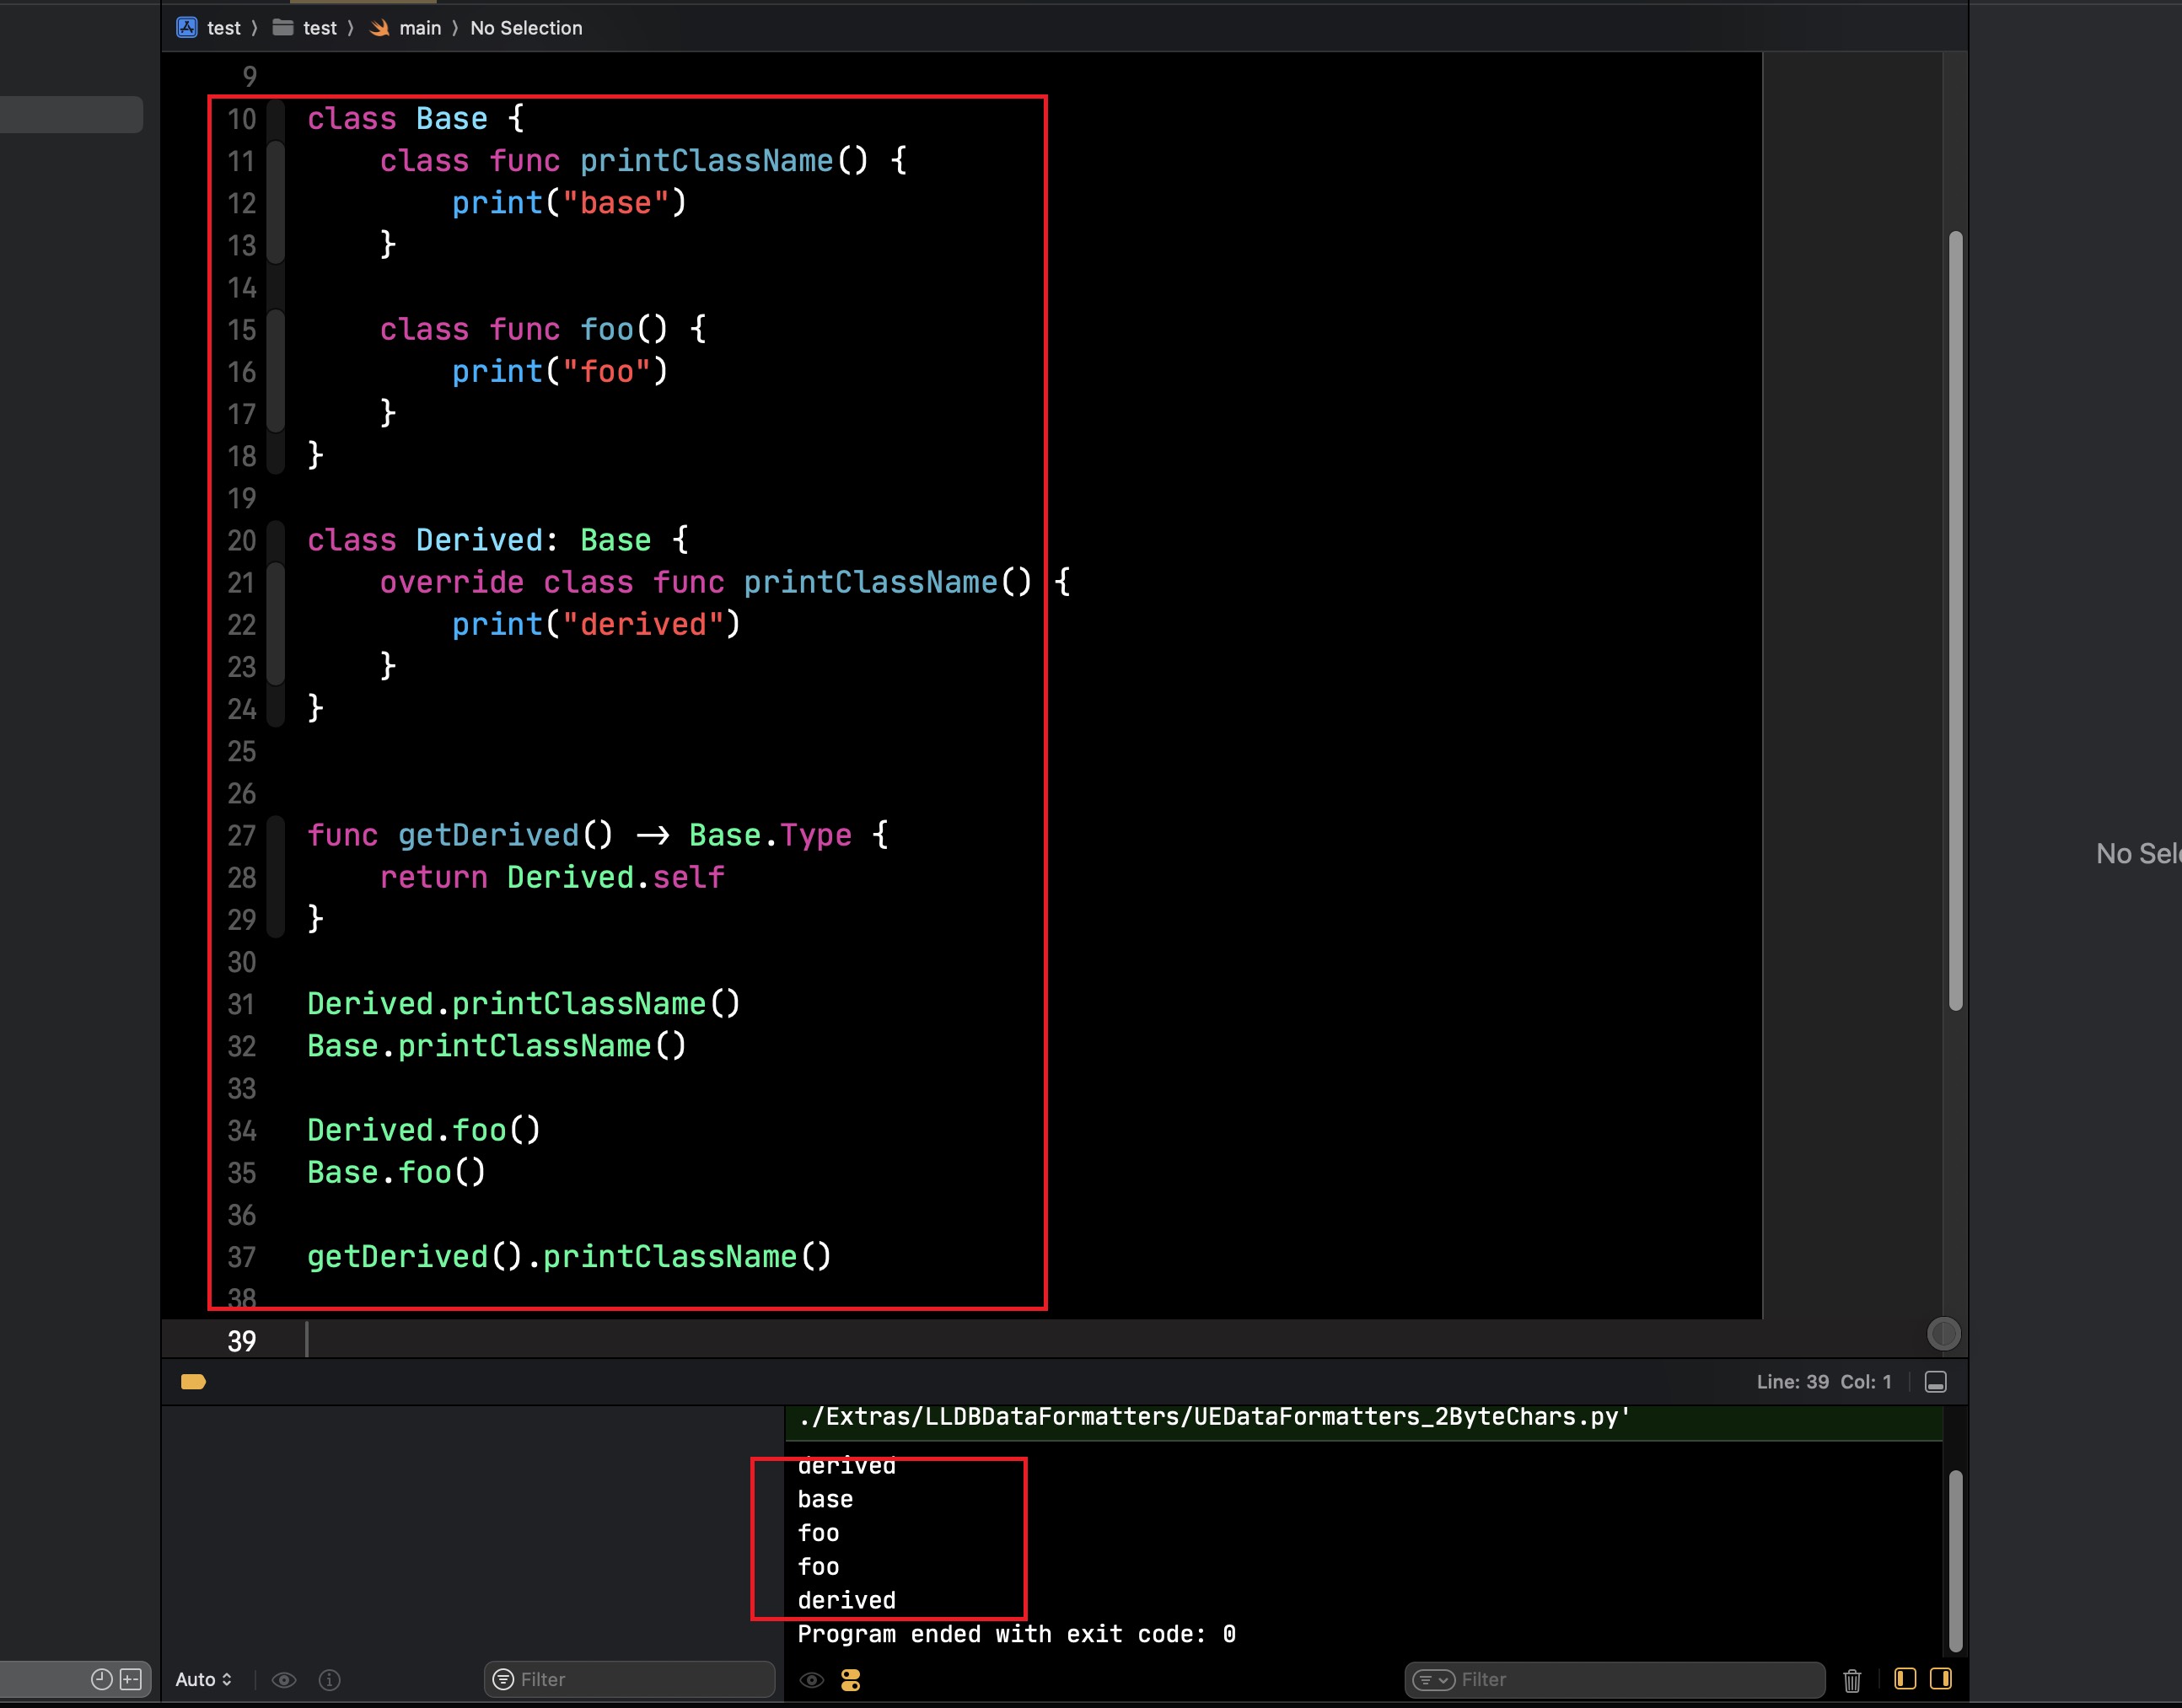 test › test › main › No Selection
9
10 class Base {
11 class func printClassName() {
12 print("base")
13 }
14
15 class func foo() {
16 print("foo")
17 }
18 }
19
20 class Derived: Base {
21 override class func printClassName() {
22 print("derived")
23 }
24 }
25
26
27 func getDerived() -> Base.Type {
28 return Derived.self
29 }
30
31 Derived.printClassName()
32 Base.printClassName()
33
34 Derived.foo()
35 Base.foo()
36
37 getDerived().printClassName()
38
39
No
Line: 39 Col: 1
./Extras/LLDBDataFormatters/UEDataFormatters_2ByteChars.py'
derived
base
foo
foo
derived
Program ended with exit code: 0
Auto
Filter
Filter